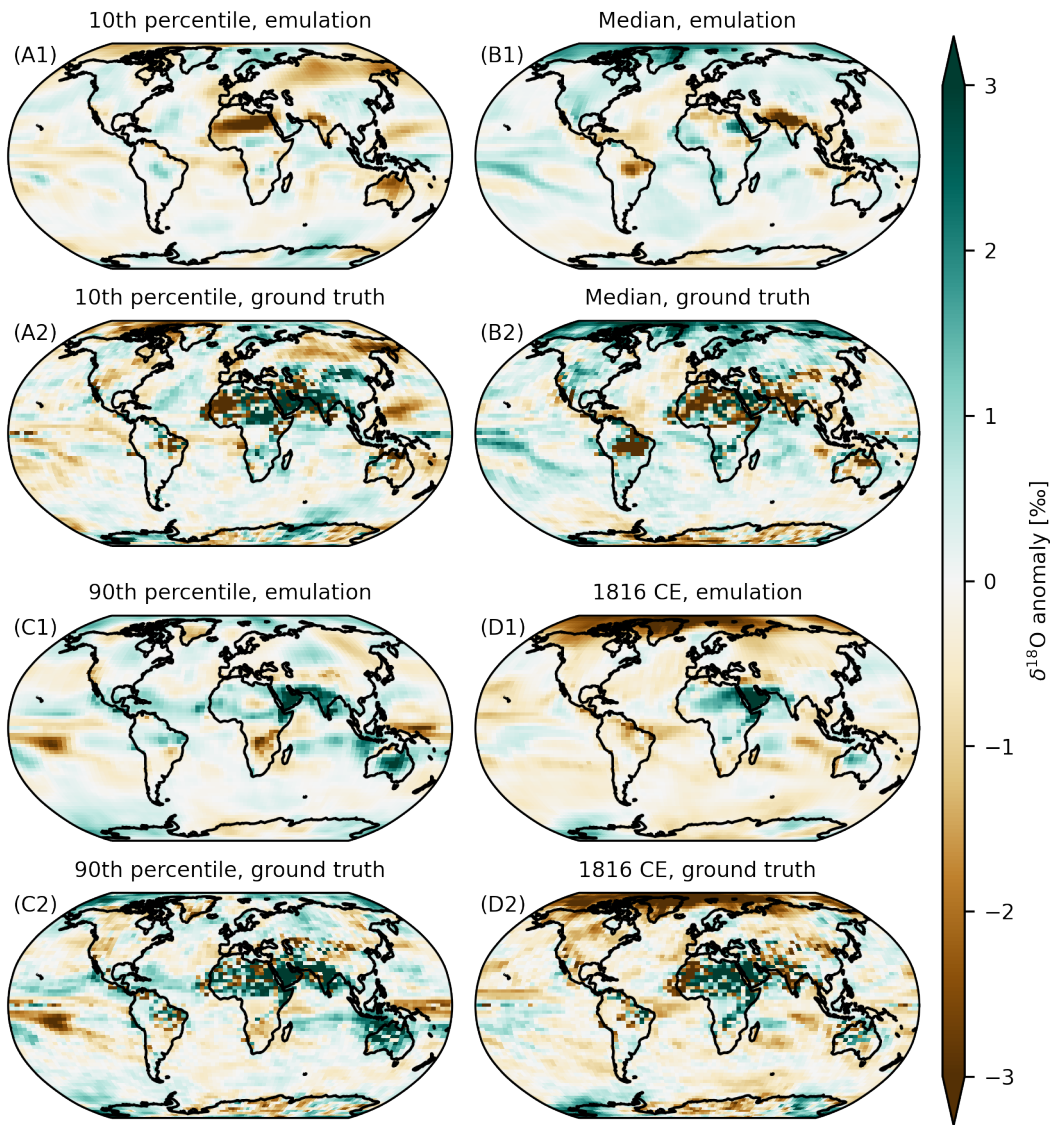 10th percentile, emulation
Median, emulation
(A1)
(B1)
10th percentile, ground truth
Median, ground truth
(A2)
(B2)
90th percentile, emulation
1816 CE, emulation
(C1)
(D1)
90th percentile, ground truth
1816 CE, ground truth
(C2)
(D2)
3
2
1
0
−1
−2
−3
δ¹⁸O anomaly [‰]